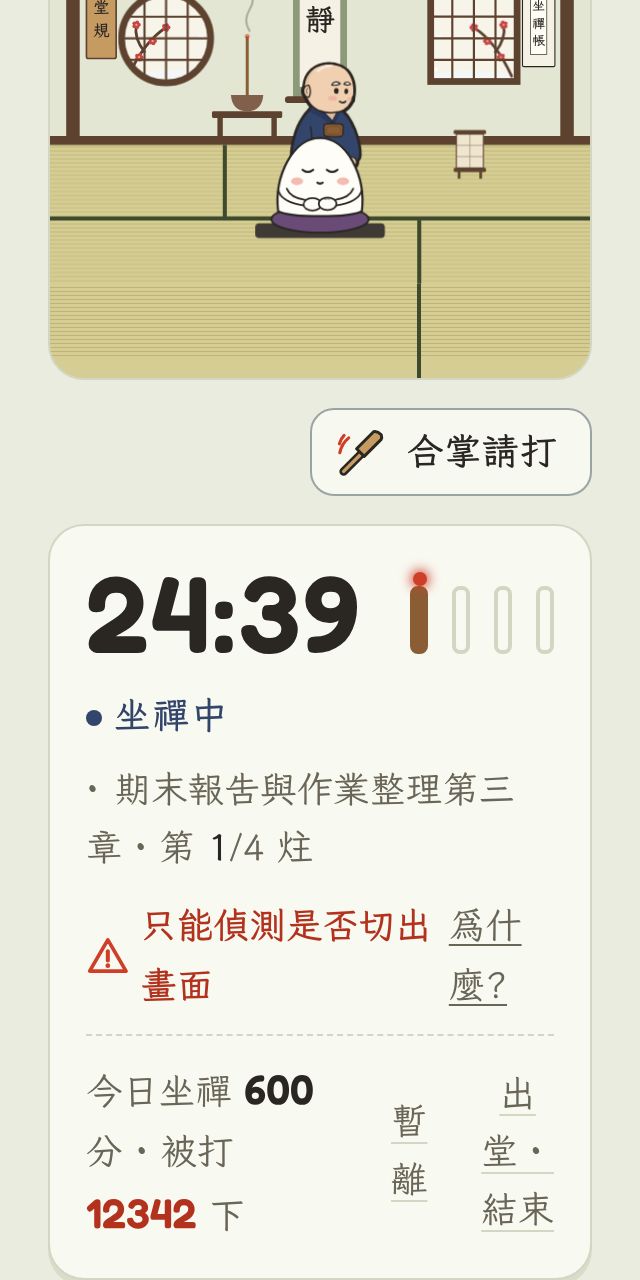 堂規
靜
坐禪帳
合掌請打
24:39
坐禪中
・期末報告與作業整理第三
章・第 1/4 炷
只能偵測是否切出
畫面
為什
麼?
今日坐禪 600
分・被打
12342 下
暫
離
出
堂・
結束